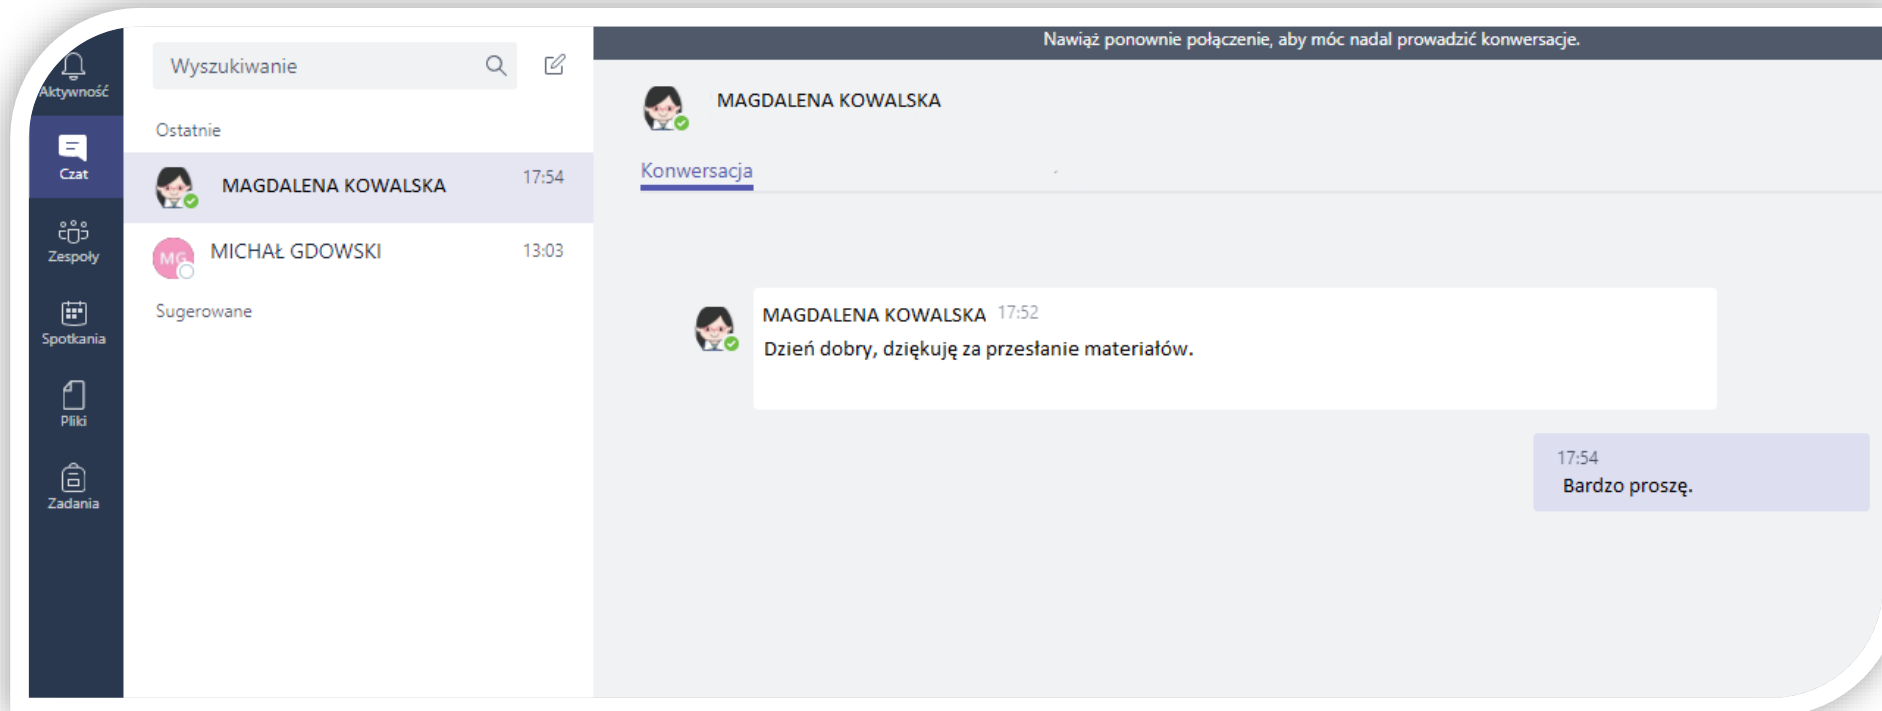 Nawiąż ponownie połączenie, aby móc nadal prowadzić konwersacje.
Aktywność
Czat
Zespoły
Spotkania
Pliki
Zadania
Wyszukiwanie
Ostatnie
MAGDALENA KOWALSKA 17:54
MG MICHAŁ GDOWSKI 13:03
Sugerowane
MAGDALENA KOWALSKA
Konwersacja
MAGDALENA KOWALSKA 17:52
Dzień dobry, dziękuję za przesłanie materiałów.
17:54
Bardzo proszę.